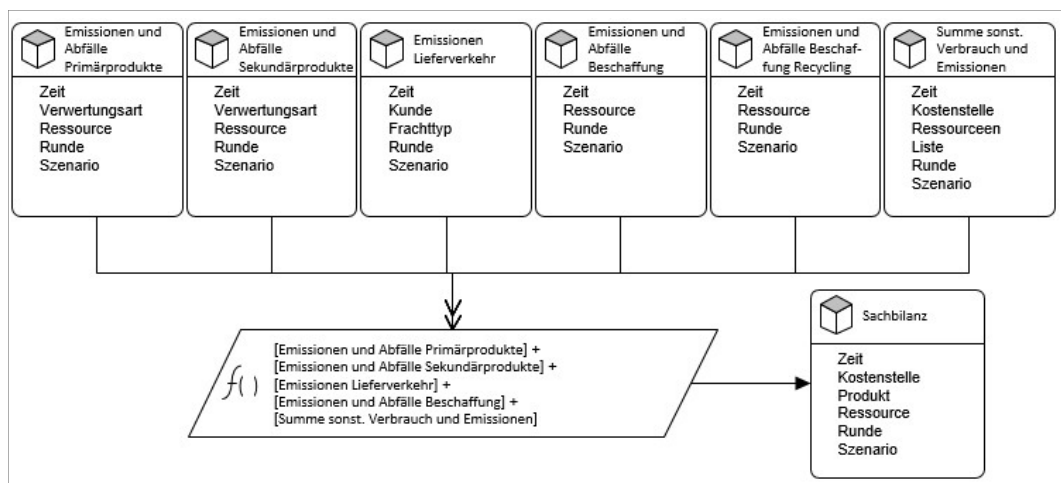 Emissionen und
Abfälle
Primärprodukte
Zeit
Verwertungsart
Ressource
Runde
Szenario
Emissionen und
Abfälle
Sekundärprodukte
Zeit
Verwertungsart
Ressource
Runde
Szenario
Emissionen
Lieferverkehr
Zeit
Kunde
Frachttyp
Runde
Szenario
Emissionen und
Abfälle
Beschaffung
Zeit
Ressource
Runde
Szenario
Emissionen und
Abfälle Beschaf-
fung Recycling
Zeit
Ressource
Runde
Szenario
Summe sonst.
Verbrauch und
Emissionen
Zeit
Kostenstelle
Ressourceen
Liste
Runde
Szenario
f()
[Emissionen und Abfälle Primärprodukte] +
[Emissionen und Abfälle Sekundärprodukte] +
[Emissionen Lieferverkehr] +
[Emissionen und Abfälle Beschaffung] +
[Summe sonst. Verbrauch und Emissionen]
Sachbilanz
Zeit
Kostenstelle
Produkt
Ressource
Runde
Szenario